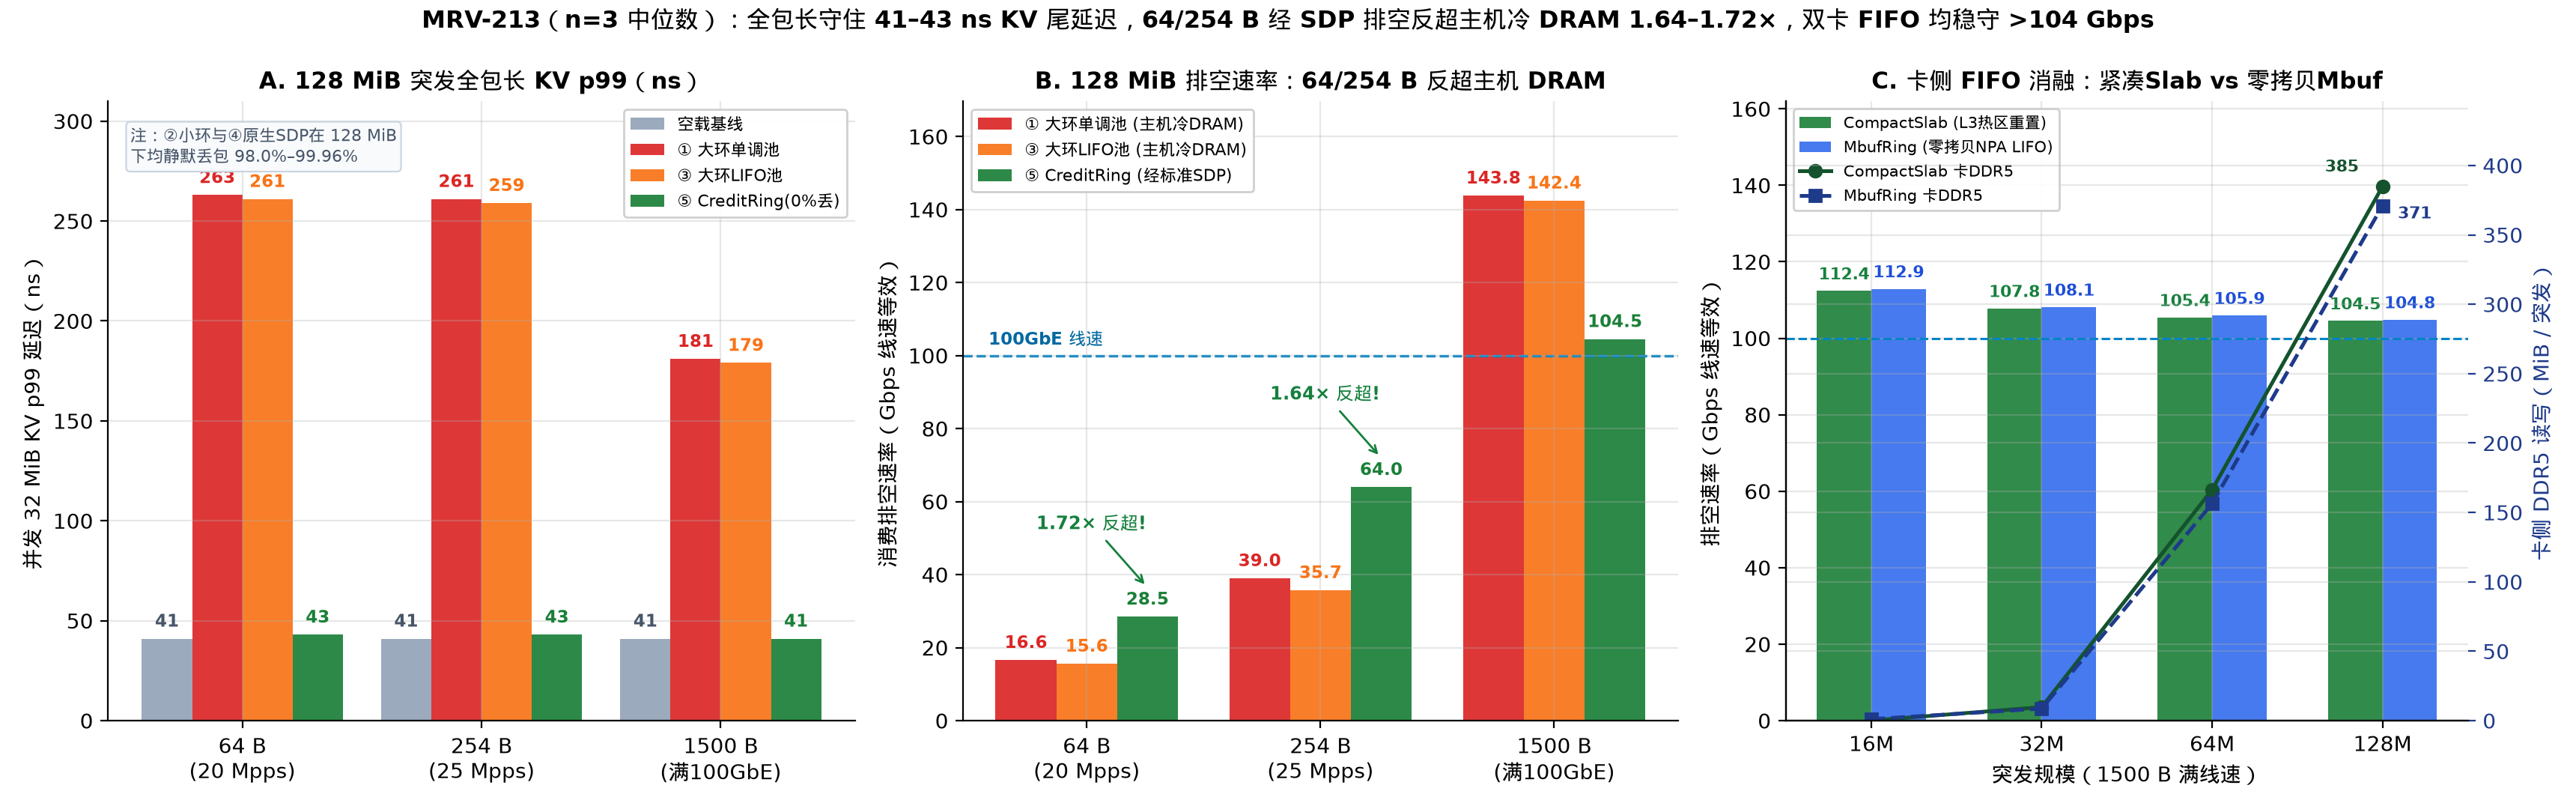 MRV-213（n=3 中位数）：全包长守住 41–43 ns KV 尾延迟，64/254 B 经 SDP 排空反超主机冷 DRAM 1.64–1.72×，双卡 FIFO 均稳守 >104 Gbps
A. 128 MiB 突发全包长 KV p99（ns）
并发 32 MiB KV p99 延迟（ns）
300
250
200
150
100
50
0
注：②小环与④原生SDP在 128 MiB
下均静默丢包 98.0%–99.96%
空载基线
① 大环单调池
③ 大环LIFO池
⑤ CreditRing(0%丢)
41
263
261
43
41
261
259
43
41
181
179
41
64 B
(20 Mpps)
254 B
(25 Mpps)
1500 B
(满100GbE)
B. 128 MiB 排空速率：64/254 B 反超主机 DRAM
消费排空速率（Gbps 线速等效）
160
140
120
100
80
60
40
20
0
① 大环单调池 (主机冷DRAM)
③ 大环LIFO池 (主机冷DRAM)
⑤ CreditRing (经标准SDP)
100GbE 线速
1.72× 反超!
1.64× 反超!
16.6
15.6
28.5
39.0
35.7
64.0
143.8
142.4
104.5
64 B
(20 Mpps)
254 B
(25 Mpps)
1500 B
(满100GbE)
C. 卡侧 FIFO 消融：紧凑Slab vs 零拷贝Mbuf
排空速率（Gbps 线速等效）
160
140
120
100
80
60
40
20
0
CompactSlab (L3热区重置)
MbufRing (零拷贝NPA LIFO)
CompactSlab 卡DDR5
MbufRing 卡DDR5
112.4
112.9
107.8
108.1
105.4
105.9
104.5
104.8
385
371
16M
32M
64M
128M
突发规模（1500 B 满线速）
400
350
300
250
200
150
100
50
0
卡侧 DDR5 读写（MiB / 突发）